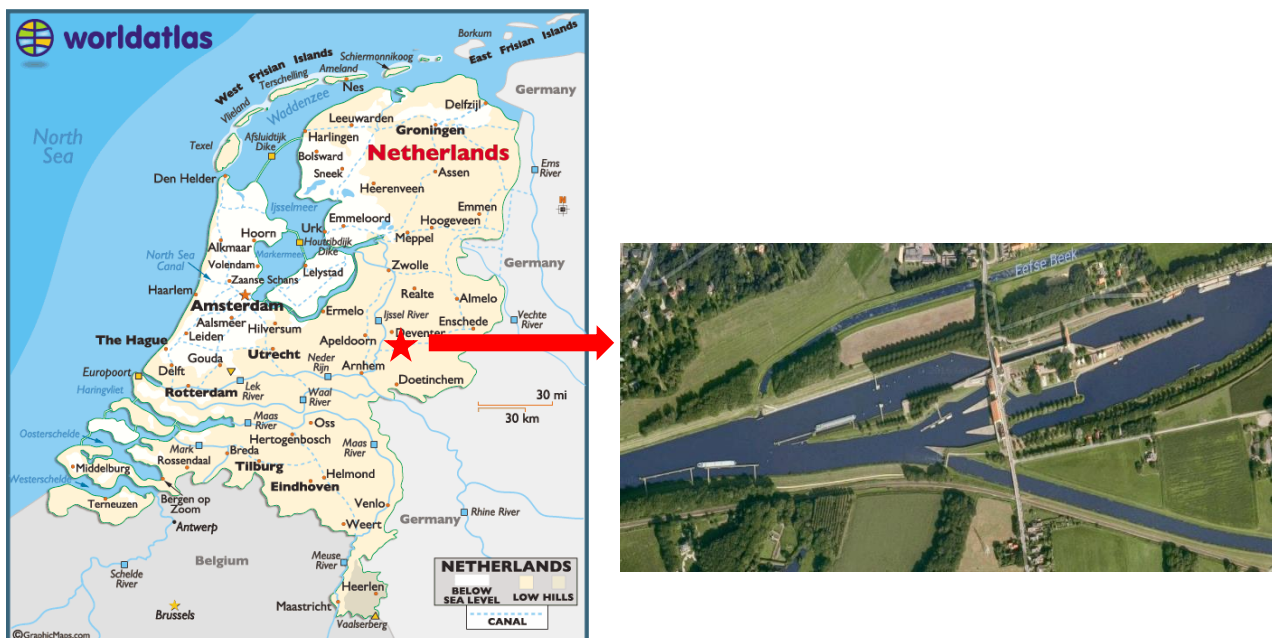 worldatlas
Borkum
East Frisian Islands
Schiermonnikoog
West Frisian Islands
Ameland
Terschelling
Nes
Germany
Vlieland
Waddenzee
Delfzijl
Leeuwarden
Groningen
North
Sea
Texel
Afsluitdijk
Dike
Harlingen
Netherlands
Bolsward
Sneek
Assen
Ems
River
Den Helder
Heerenveen
N
Ijsselmeer
Emmen
Emmeloord
Hoogeveen
Hoorn
Urk
Alkmaar
Houtribdijk
Dike
Meppel
North Sea
Canal
Markermeer
Volendam
Lelystad
Zwolle
Germany
Zaanse Schans
Haarlem
Realte
Almelo
Amsterdam
Ermelo
Ijssel River
Vechte
River
Aalsmeer
Enschede
Leiden
Hilversum
Deventer
The Hague
Apeldoorn
Gouda
Utrecht
Neder
Rijn
Arnhem
Europoort
Delft
Doetinchem
Haringvliet
Rotterdam
Lek
River
Waal
River
30 mi
30 km
Maas
River
Oss
Oosterschelde
Hertogenbosch
Maas
River
Mark
Breda
Rossendaal
Middelburg
Tilburg
Helmond
Westerschelde
Eindhoven
Terneuzen
Bergen op
Zoom
Venlo
Antwerp
Weert
Germany
Rhine River
Belgium
Meuse
River
Schelde
River
NETHERLANDS
BELOW
SEA LEVEL
LOW HILLS
CANAL
Heerlen
Maastricht
Brussels
Vaalserberg
©GraphicMaps.com
Eefse Beek